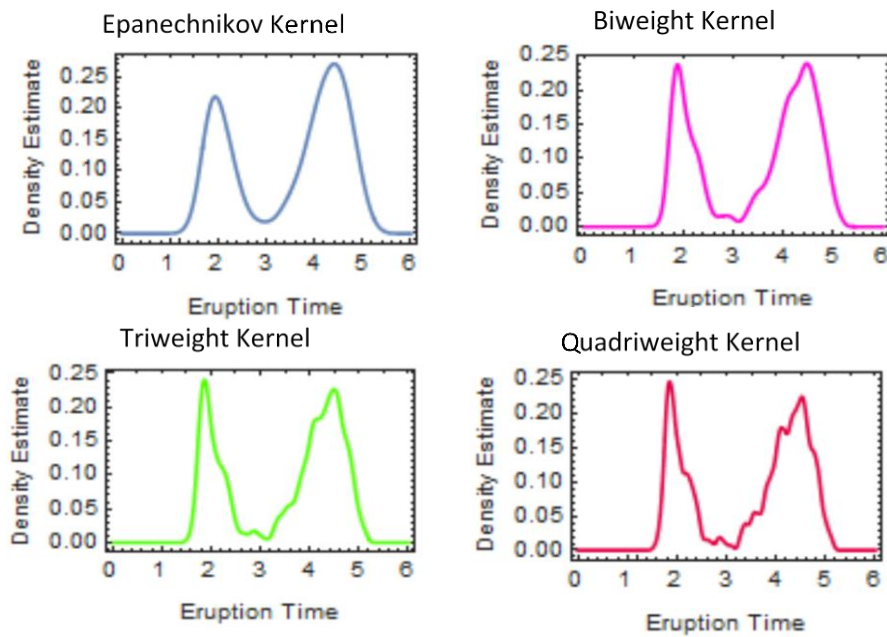 Epanechnikov Kernel
Density Estimate
0.25
0.20
0.15
0.10
0.05
0.00
0 1 2 3 4 5 6
Eruption Time
Biweight Kernel
Density Estimate
0.25
0.20
0.15
0.10
0.05
0.00
0 1 2 3 4 5 6
Eruption Time
Triweight Kernel
Density Estimate
0.25
0.20
0.15
0.10
0.05
0.00
0 1 2 3 4 5 6
Eruption Time
Quadriweight Kernel
Density Estimate
0.25
0.20
0.15
0.10
0.05
0.00
0 1 2 3 4 5 6
Eruption Time